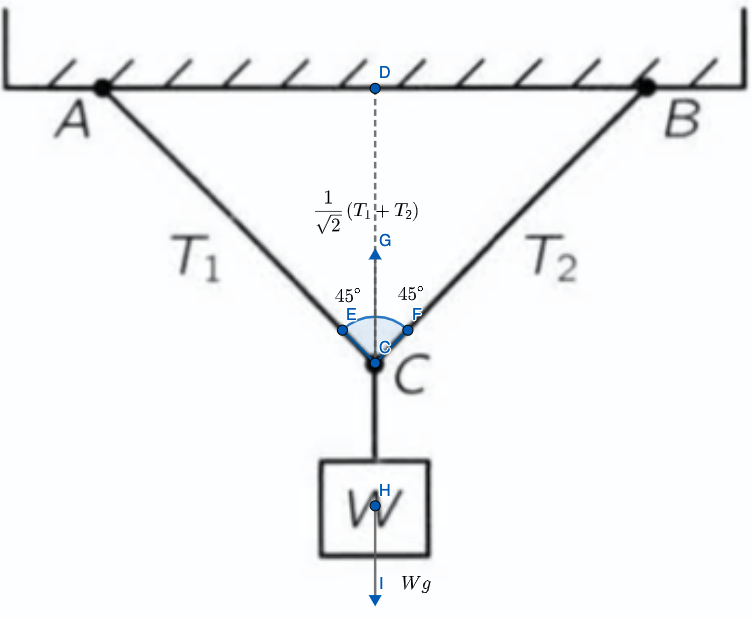 D
A
B
$\frac{1}{\sqrt{2}}(T_1 + T_2)$
G
$T_1$
$T_2$
45°
45°
E
F
C
C
H
W
I
Wg